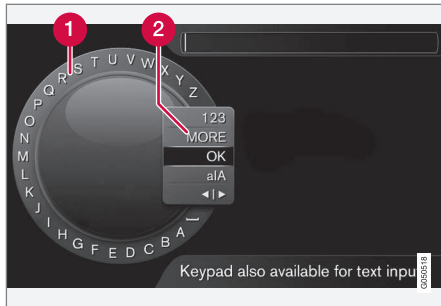 1
2
A B C D E F G H I J K L M N O P Q R S T U V W X Y Z
123
MORE
OK
a|A
◄|►
Keypad also available for text input
G050518